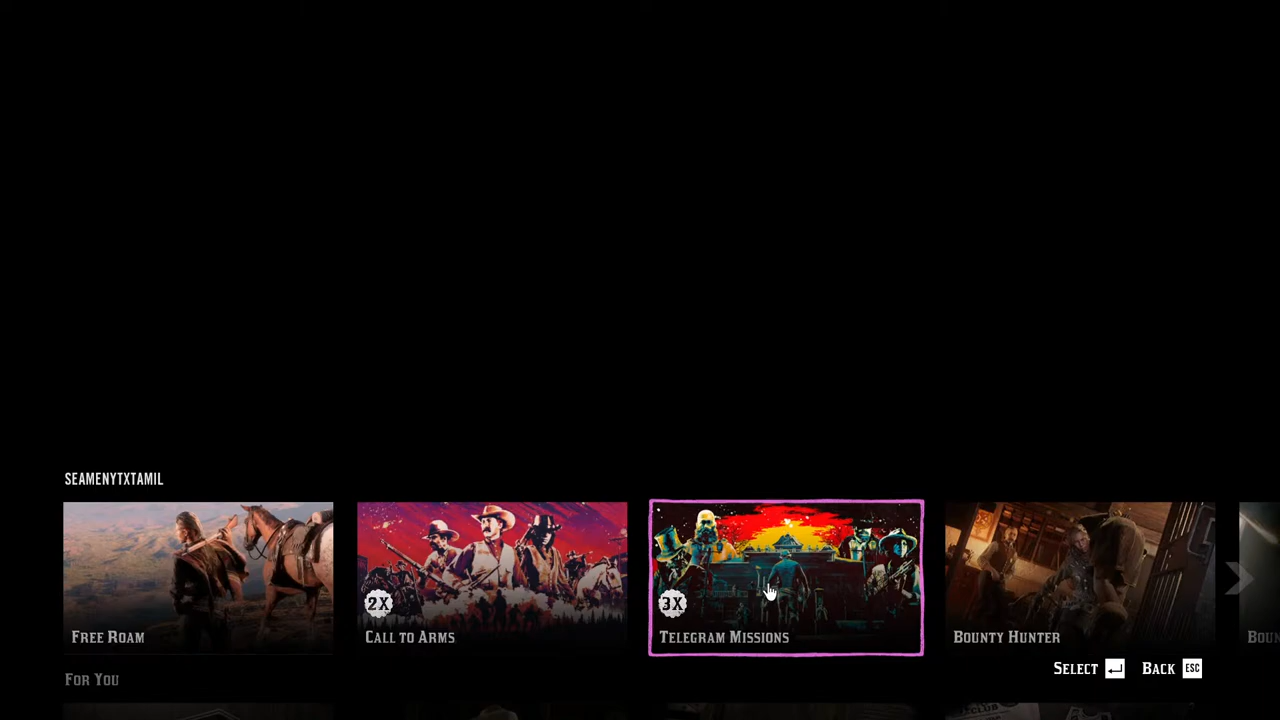 SEAMENYTXTAMIL
2X
3X
Free Roam
Call to Arms
Telegram Missions
Bounty Hunter
Select
Back ESC
For You